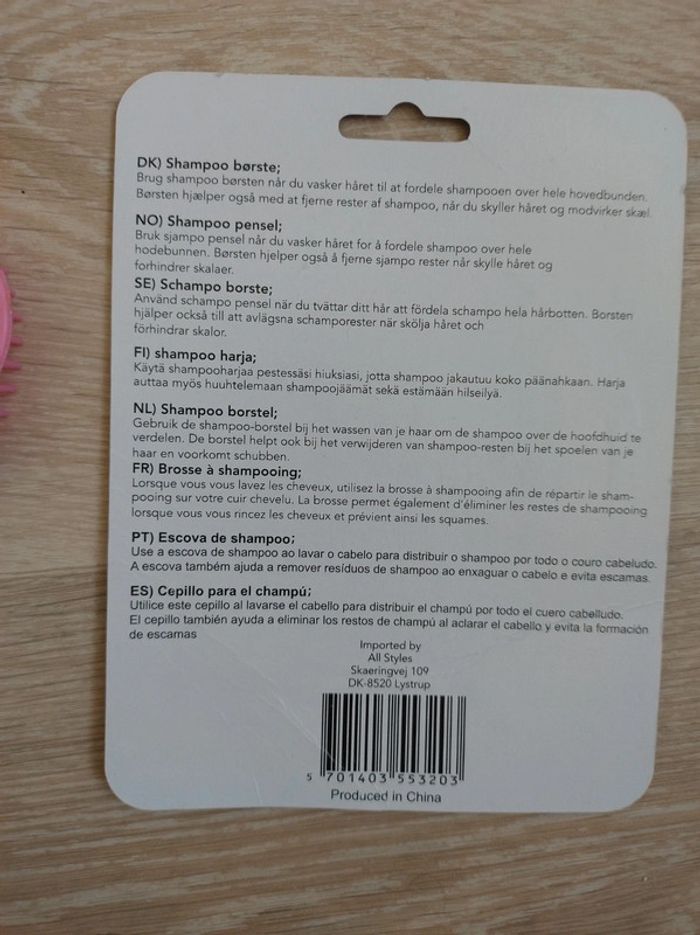 DK) Shampoo børste;
Brug shampoo børsten når du vasker håret til at fordele shampooen over hele hovedbunden.
Børsten hjælper også med at fjerne rester af shampoo, når du skyller håret og modvirker skæl.
NO) Shampoo pensel;
Bruk sjampo pensel når du vasker håret for å fordele shampoo over hele
hodebunnen. Børsten hjelper også å fjerne sjampo rester når skylle håret og
forhindrer skalaer.
SE) Schampo borste;
Använd schampo pensel när du tvättar ditt hår att fördela schampo hela hårbotten. Borsten
hjälper också till att avlägsna schamporester när skölja håret och
förhindrar skalor.
FI) shampoo harja;
Käytä shampooharjaa pestessäsi hiuksiasi, jotta shampoo jakautuu koko päänahkaan. Harja
auttaa myös huuhtelemaan shampoojäämät sekä estämään hilseilyä.
NL) Shampoo borstel;
Gebruik de shampoo-borstel bij het wassen van je haar om de shampoo over de hoofdhuid te
verdelen. De borstel helpt ook bij het verwijderen van shampoo-resten bij het spoelen van je
haar en voorkomt schubben.
FR) Brosse à shampooing;
Lorsque vous vous lavez les cheveux, utilisez la brosse à shampooing afin de répartir le sham-
pooing sur votre cuir chevelu. La brosse permet également d'éliminer les restes de shampooing
lorsque vous vous rincez les cheveux et prévient ainsi les squames.
PT) Escova de shampoo;
Use a escova de shampoo ao lavar o cabelo para distribuir o shampoo por todo o couro cabeludo.
A escova também ajuda a remover resíduos de shampoo ao enxaguar o cabelo e evita escamas.
ES) Cepillo para el champú;
Utilice este cepillo al lavarse el cabello para distribuir el champú por todo el cuero cabelludo.
El cepillo también ayuda a eliminar los restos de champú al aclarar el cabello y evita la formación
de escamas
Imported by
All Styles
Skaeringvej 109
DK-8520 Lystrup
5 701403 553203
Produced in China